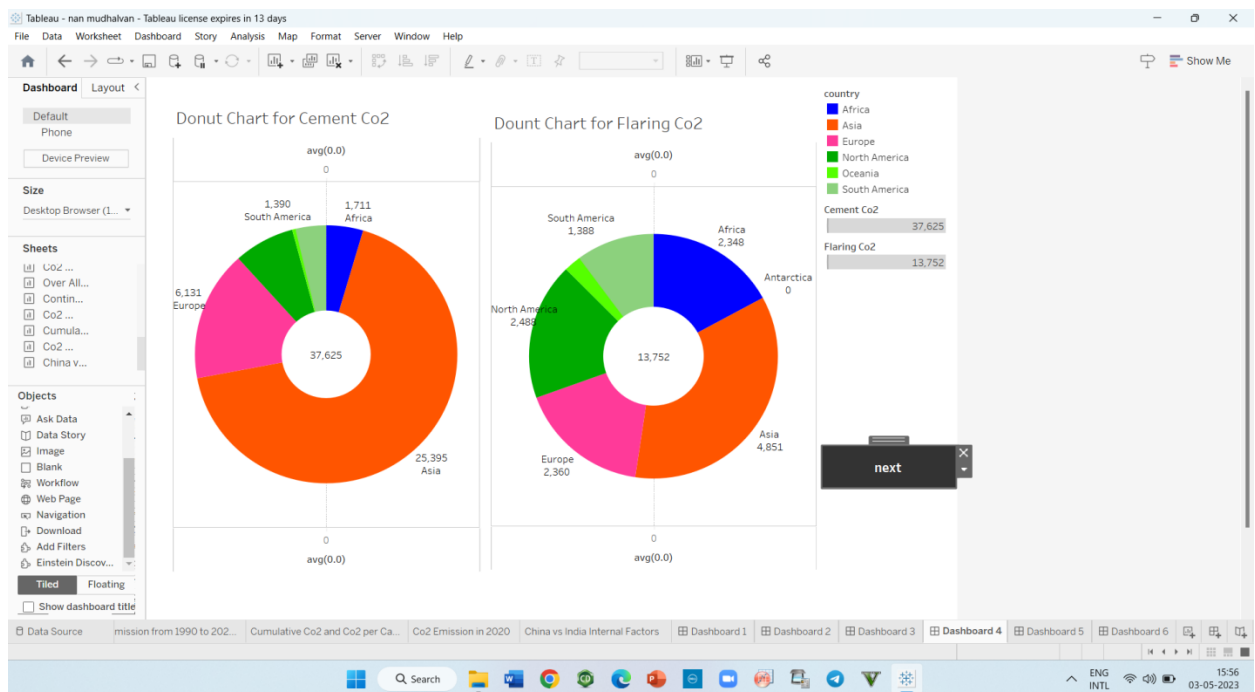 Tableau - nan mudhalvan - Tableau license expires in 13 days
File Data Worksheet Dashboard Story Analysis Map Format Server Window Help
Show Me
Dashboard Layout
Default
Phone
Device Preview
Size
Desktop Browser (1...
Sheets
Co2 ...
Over All...
Contin...
Co2 ...
Cumula...
Co2 ...
China v...
Objects
Ask Data
Data Story
Image
Blank
Workflow
Web Page
Navigation
Download
Add Filters
Einstein Discov...
Tiled Floating
Show dashboard title
Donut Chart for Cement Co2
avg(0.0)
0
1,390
South America
1,711
Africa
6,131
Europe
37,625
25,395
Asia
0
avg(0.0)
Dount Chart for Flaring Co2
avg(0.0)
0
South America
1,388
Africa
2,348
Antarctica
0
North America
2,488
13,752
Asia
4,851
Europe
2,360
0
avg(0.0)
country
Africa
Asia
Europe
North America
Oceania
South America
Cement Co2
37,625
Flaring Co2
13,752
next
Data Source mission from 1990 to 202... Cumulative Co2 and Co2 per Ca... Co2 Emission in 2020 China vs India Internal Factors Dashboard 1 Dashboard 2 Dashboard 3 Dashboard 4 Dashboard 5 Dashboard 6
Search
ENG
INTL
15:56
03-05-2023